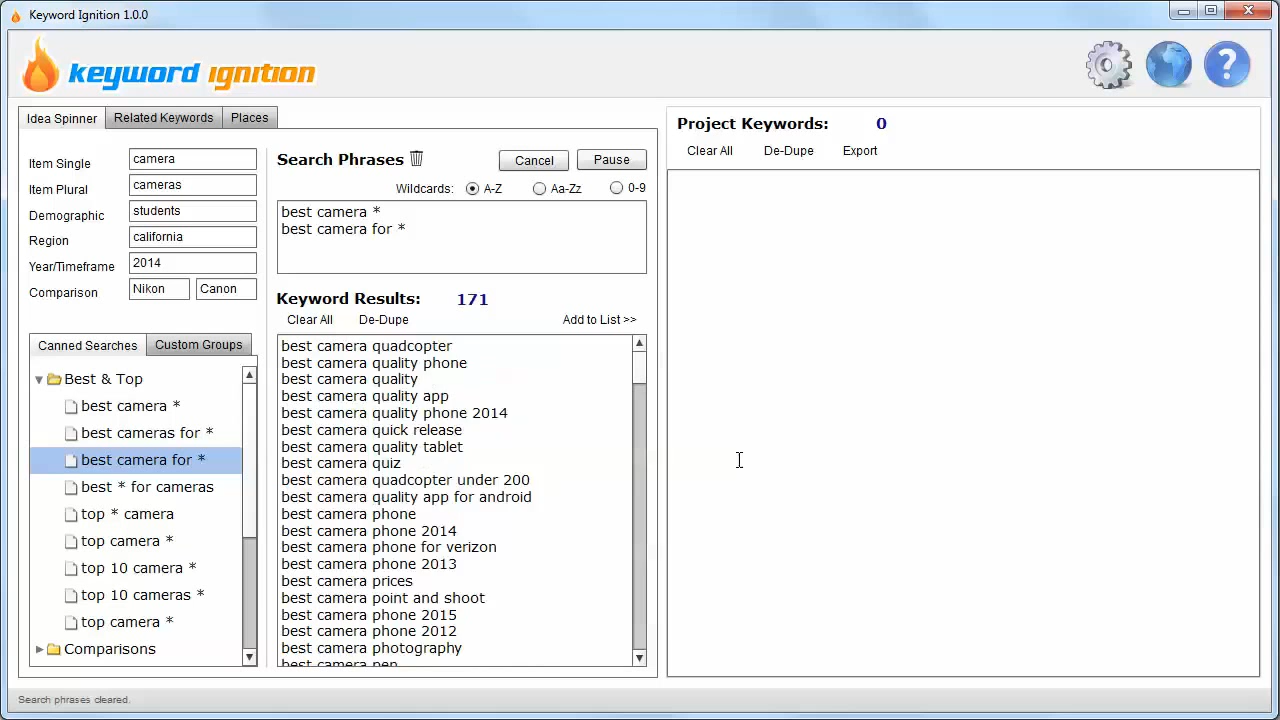 Keyword Ignition 1.0.0
keyword ignition
?
Idea Spinner
Related Keywords
Places
Item Single
camera
Item Plural
cameras
Demographic
students
Region
california
Year/Timeframe
2014
Comparison
Nikon
Canon
Canned Searches
Custom Groups
Best & Top
best camera *
best cameras for *
best camera for *
best * for cameras
top * camera
top camera *
top 10 camera *
top 10 cameras *
top camera *
Comparisons
Search Phrases
Cancel
Pause
Wildcards:
A-Z
Aa-Zz
0-9
best camera *
best camera for *
Keyword Results: 171
Clear All
De-Dupe
Add to List >>
best camera quadcopter
best camera quality phone
best camera quality
best camera quality app
best camera quality phone 2014
best camera quick release
best camera quality tablet
best camera quiz
best camera quadcopter under 200
best camera quality app for android
best camera phone
best camera phone 2014
best camera phone for verizon
best camera phone 2013
best camera prices
best camera point and shoot
best camera phone 2015
best camera phone 2012
best camera photography
best camera pen
Project Keywords: 0
Clear All
De-Dupe
Export
Search phrases cleared.